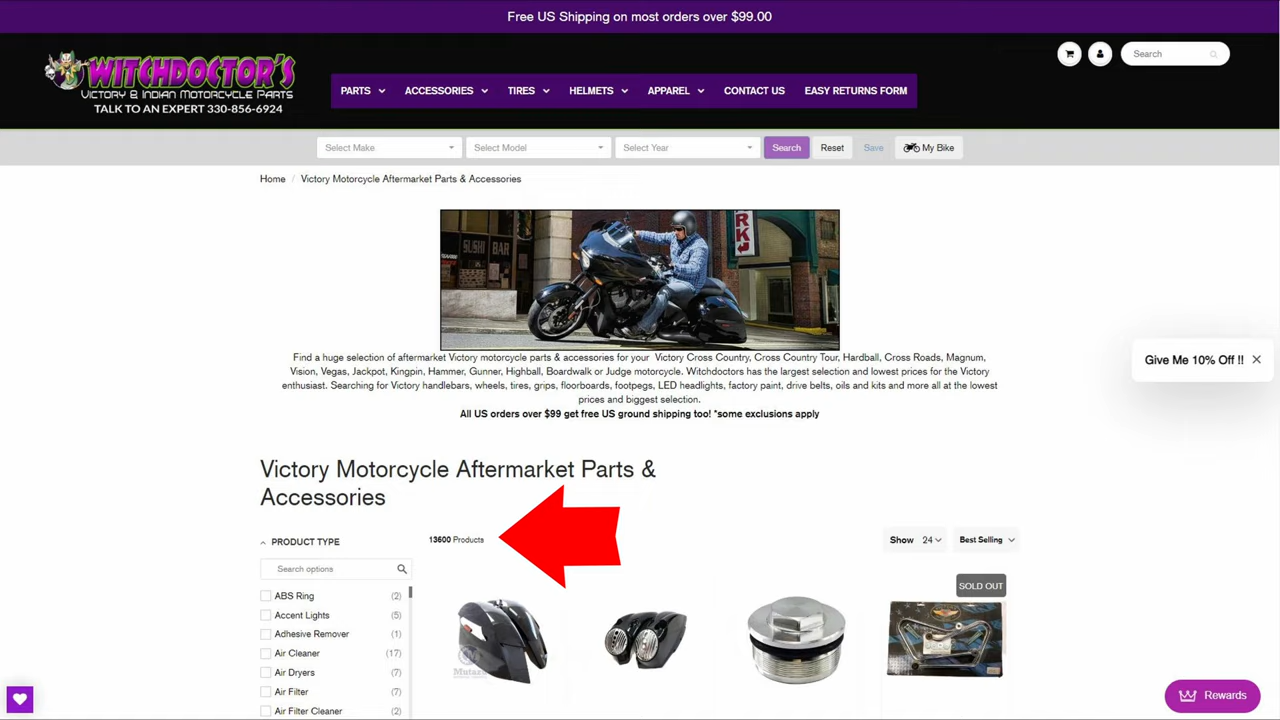 Free US Shipping on most orders over $99.00
WITCHDOCTOR'S
VICTORY & INDIAN MOTORCYCLE PARTS
TALK TO AN EXPERT 330-856-6924
PARTS ACCESSORIES TIRES HELMETS APPAREL CONTACT US EASY RETURNS FORM
Search
Select Make Select Model Select Year Search Reset Save My Bike
Home / Victory Motorcycle Aftermarket Parts & Accessories
SUSHI BAR
Find a huge selection of aftermarket Victory motorcycle parts & accessories for your Victory Cross Country, Cross Country Tour, Hardball, Cross Roads, Magnum,
Vision, Vegas, Jackpot, Kingpin, Hammer, Gunner, Highball, Boardwalk or Judge motorcycle. Witchdoctors has the largest selection and lowest prices for the Victory
enthusiast. Searching for Victory handlebars, wheels, tires, grips, floorboards, footpegs, LED headlights, factory paint, drive belts, oils and kits and more all at the lowest
prices and biggest selection.
All US orders over $99 get free US ground shipping too! *some exclusions apply
Give Me 10% Off !!
Victory Motorcycle Aftermarket Parts &
Accessories
PRODUCT TYPE
13600 Products
Show 24 Best Selling
Search options
ABS Ring (2)
Accent Lights (5)
Adhesive Remover (1)
Air Cleaner (17)
Air Dryers (7)
Air Filter (7)
Air Filter Cleaner (2)
SOLD OUT
Mutazu
Rewards